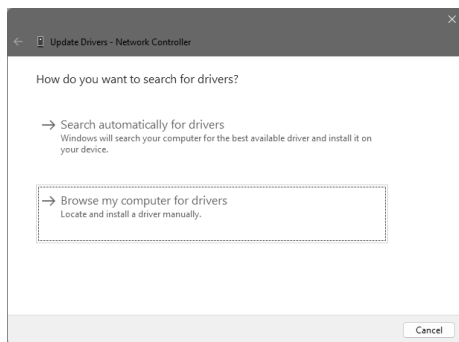 Update Drivers - Network Controller
How do you want to search for drivers?
Search automatically for drivers
Windows will search your computer for the best available driver and install it on
your device.
Browse my computer for drivers
Locate and install a driver manually.
Cancel